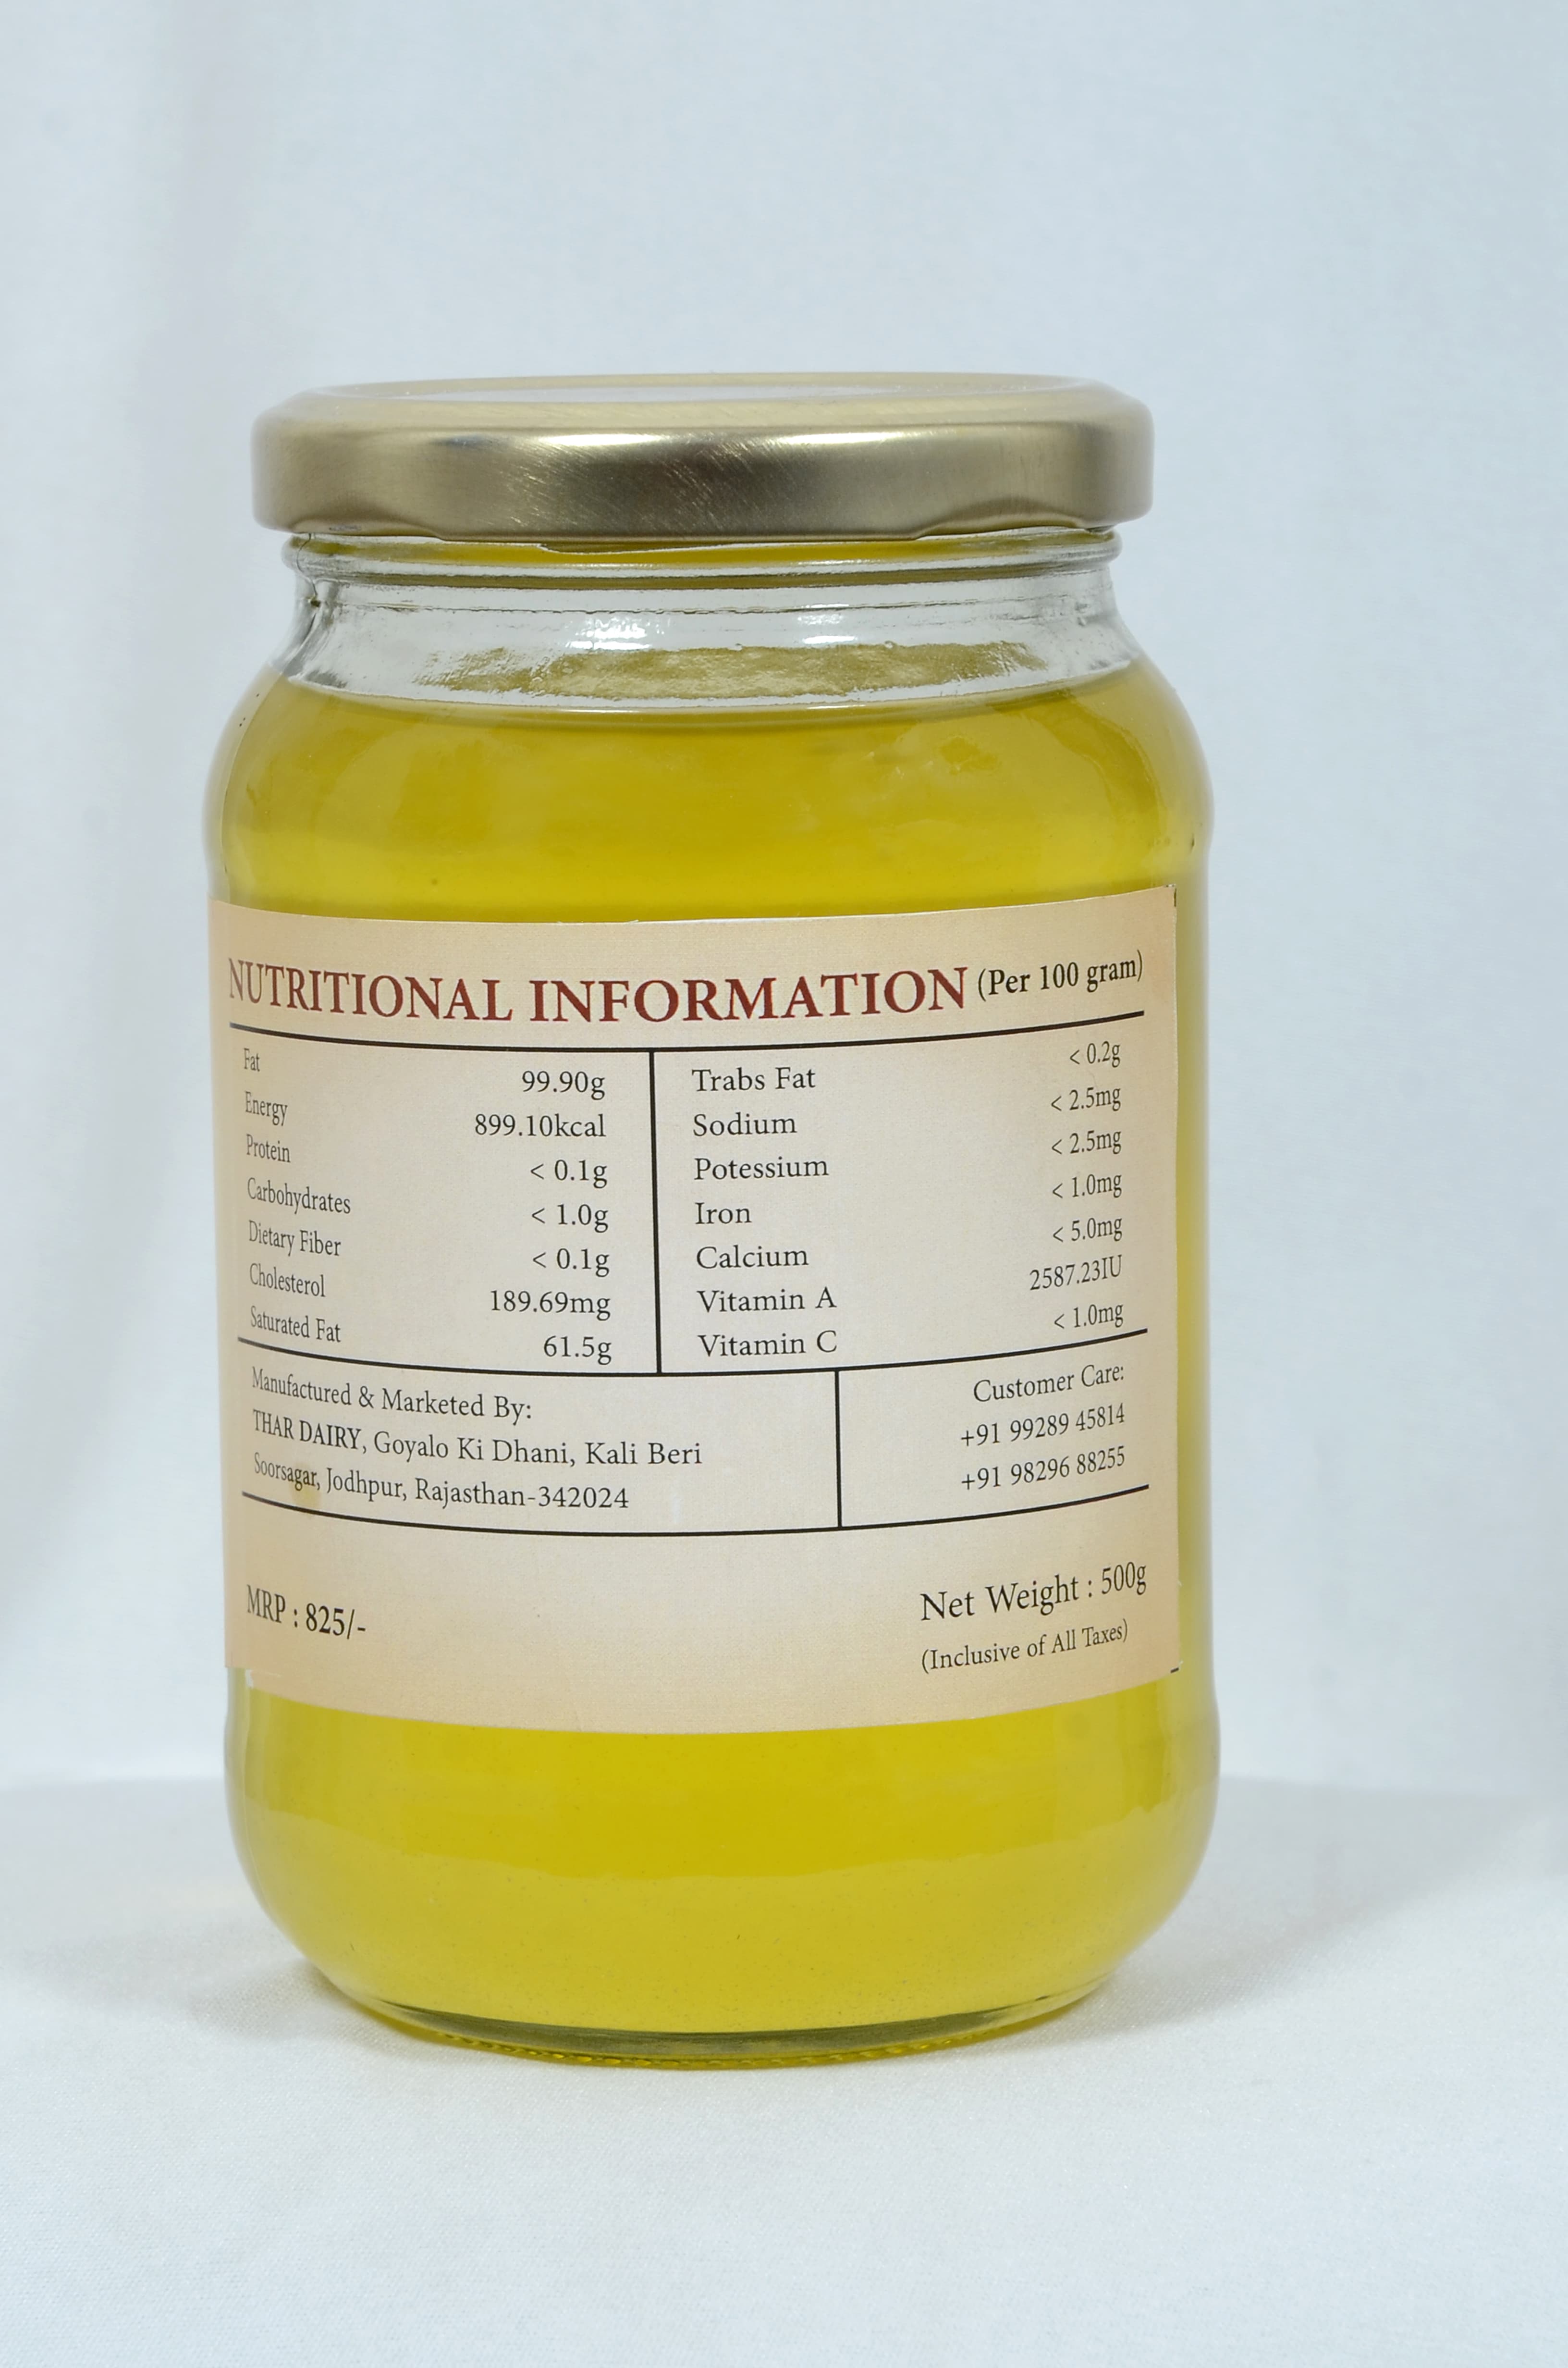 NUTRITIONAL INFORMATION (Per 100 gram)
Fat 99.90g
Energy 899.10kcal
Protein < 0.1g
Carbohydrates < 1.0g
Dietary Fiber < 0.1g
Cholesterol 189.69mg
Saturated Fat 61.5g
Trabs Fat < 0.2g
Sodium < 2.5mg
Potessium < 2.5mg
Iron < 1.0mg
Calcium < 5.0mg
Vitamin A 2587.23IU
Vitamin C < 1.0mg
Manufactured & Marketed By:
THAR DAIRY, Goyalo Ki Dhani, Kali Beri
Soorsagar, Jodhpur, Rajasthan-342024
Customer Care:
+91 99289 45814
+91 98296 88255
MRP : 825/-
Net Weight : 500g
(Inclusive of All Taxes)